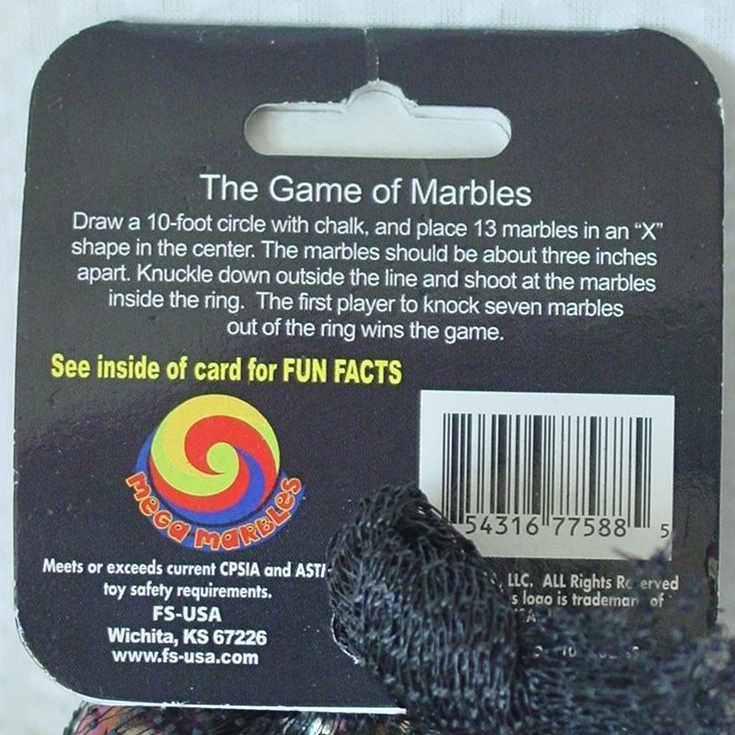 The Game of Marbles
Draw a 10-foot circle with chalk, and place 13 marbles in an “X”
shape in the center. The marbles should be about three inches
apart. Knuckle down outside the line and shoot at the marbles
inside the ring. The first player to knock seven marbles
out of the ring wins the game.
See inside of card for FUN FACTS
MEGA MARBLES
54316 77588 5
Meets or exceeds current CPSIA and
toy safety requirements.
FS-USA
Wichita, KS 67226
www.fs-usa.com
LLC. ALL Rights
logo is of